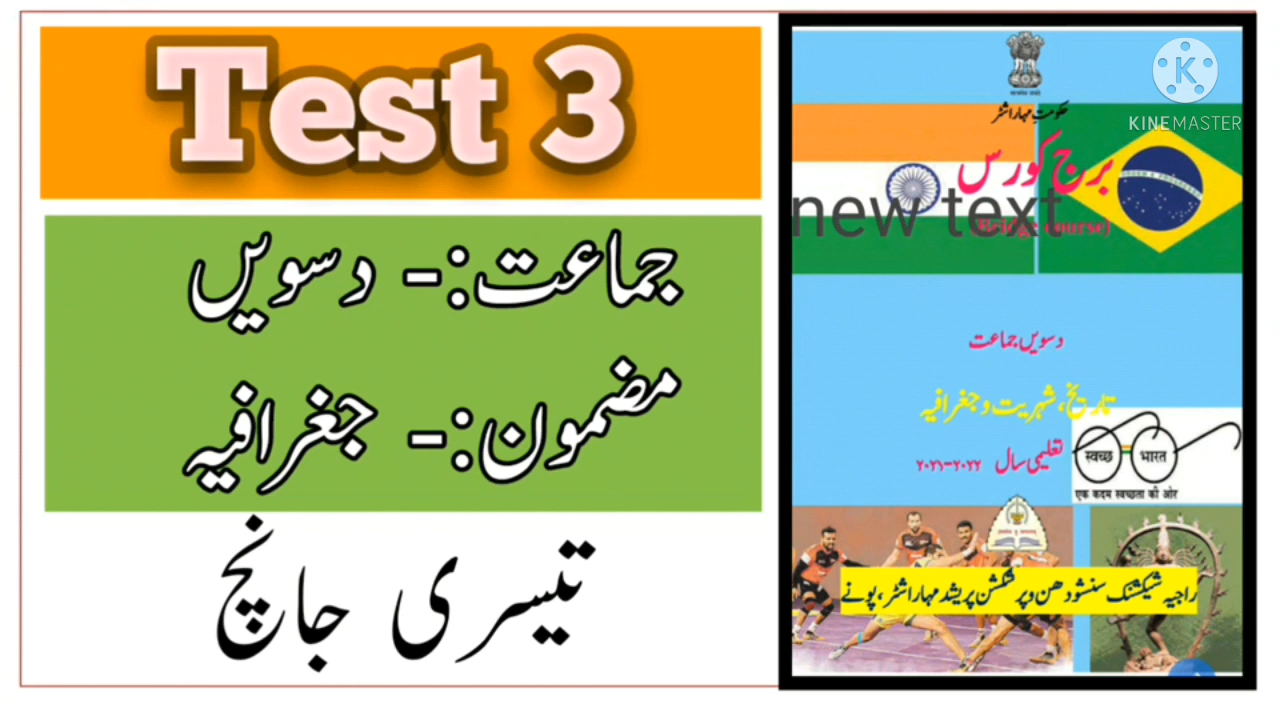 Test 3
جماعت:- دسویں
مضمون:- جغرافیہ
تیسری جانچ
KINEMASTER
حکومتِ مہاراشٹر
برج کورس
new text
(Bridge course)
دسویں جماعت
تاریخ، شہریت و جغرافیہ
تعلیمی سال ۲۰۲۲-۲۰۲۱
स्वच्छ भारत
एक कदम स्वच्छता की ओर
راجیہ شیکشنک سنشودھن و پرشکشن پریشد مہاراشٹر، پونے